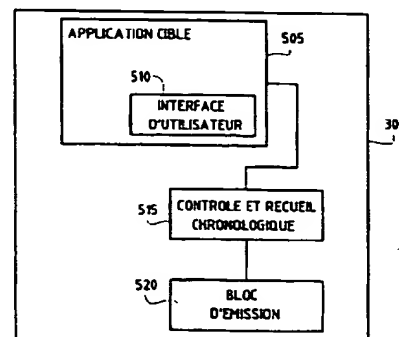 APPLICATION CIBLE
505
510
INTERFACE
D'UTILISATEUR
30
515
CONTROLE ET RECUEIL
CHRONOLOGIQUE
520
BLOC
D'EMISSION